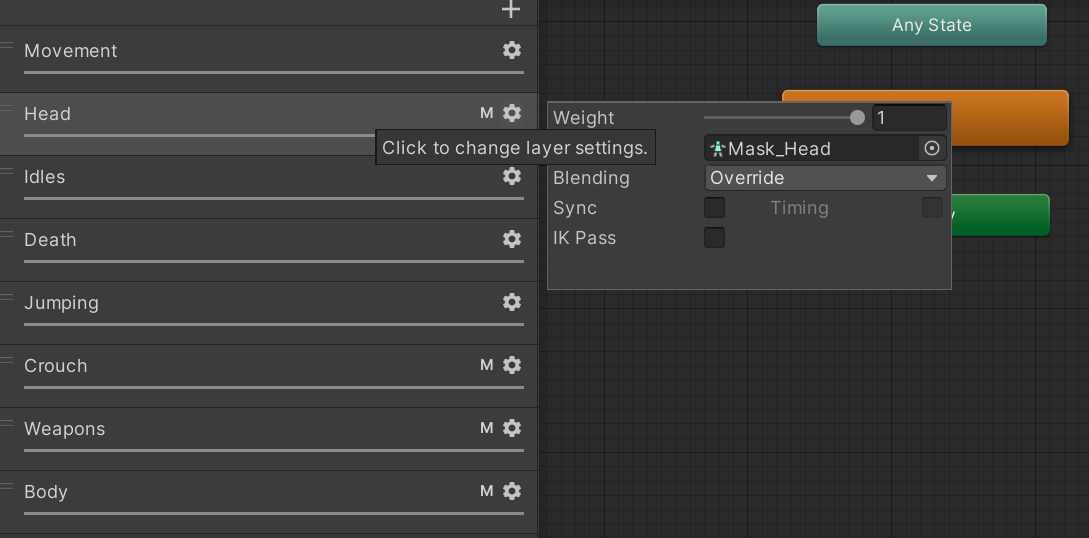 Any State
Movement
Head M
Weight 1
Click to change layer settings.
Mask_Head
Idles
Blending Override
Sync Timing
Death
IK Pass
Jumping
Crouch M
Weapons M
Body M